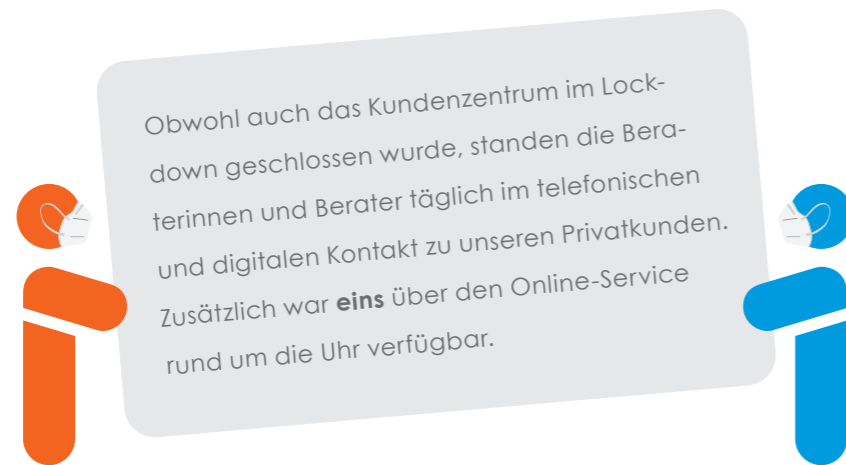 Obwohl auch das Kundenzentrum im Lock-
down geschlossen wurde, standen die Bera-
terinnen und Berater täglich im telefonischen
und digitalen Kontakt zu unseren Privatkunden.
Zusätzlich war eins über den Online-Service
rund um die Uhr verfügbar.